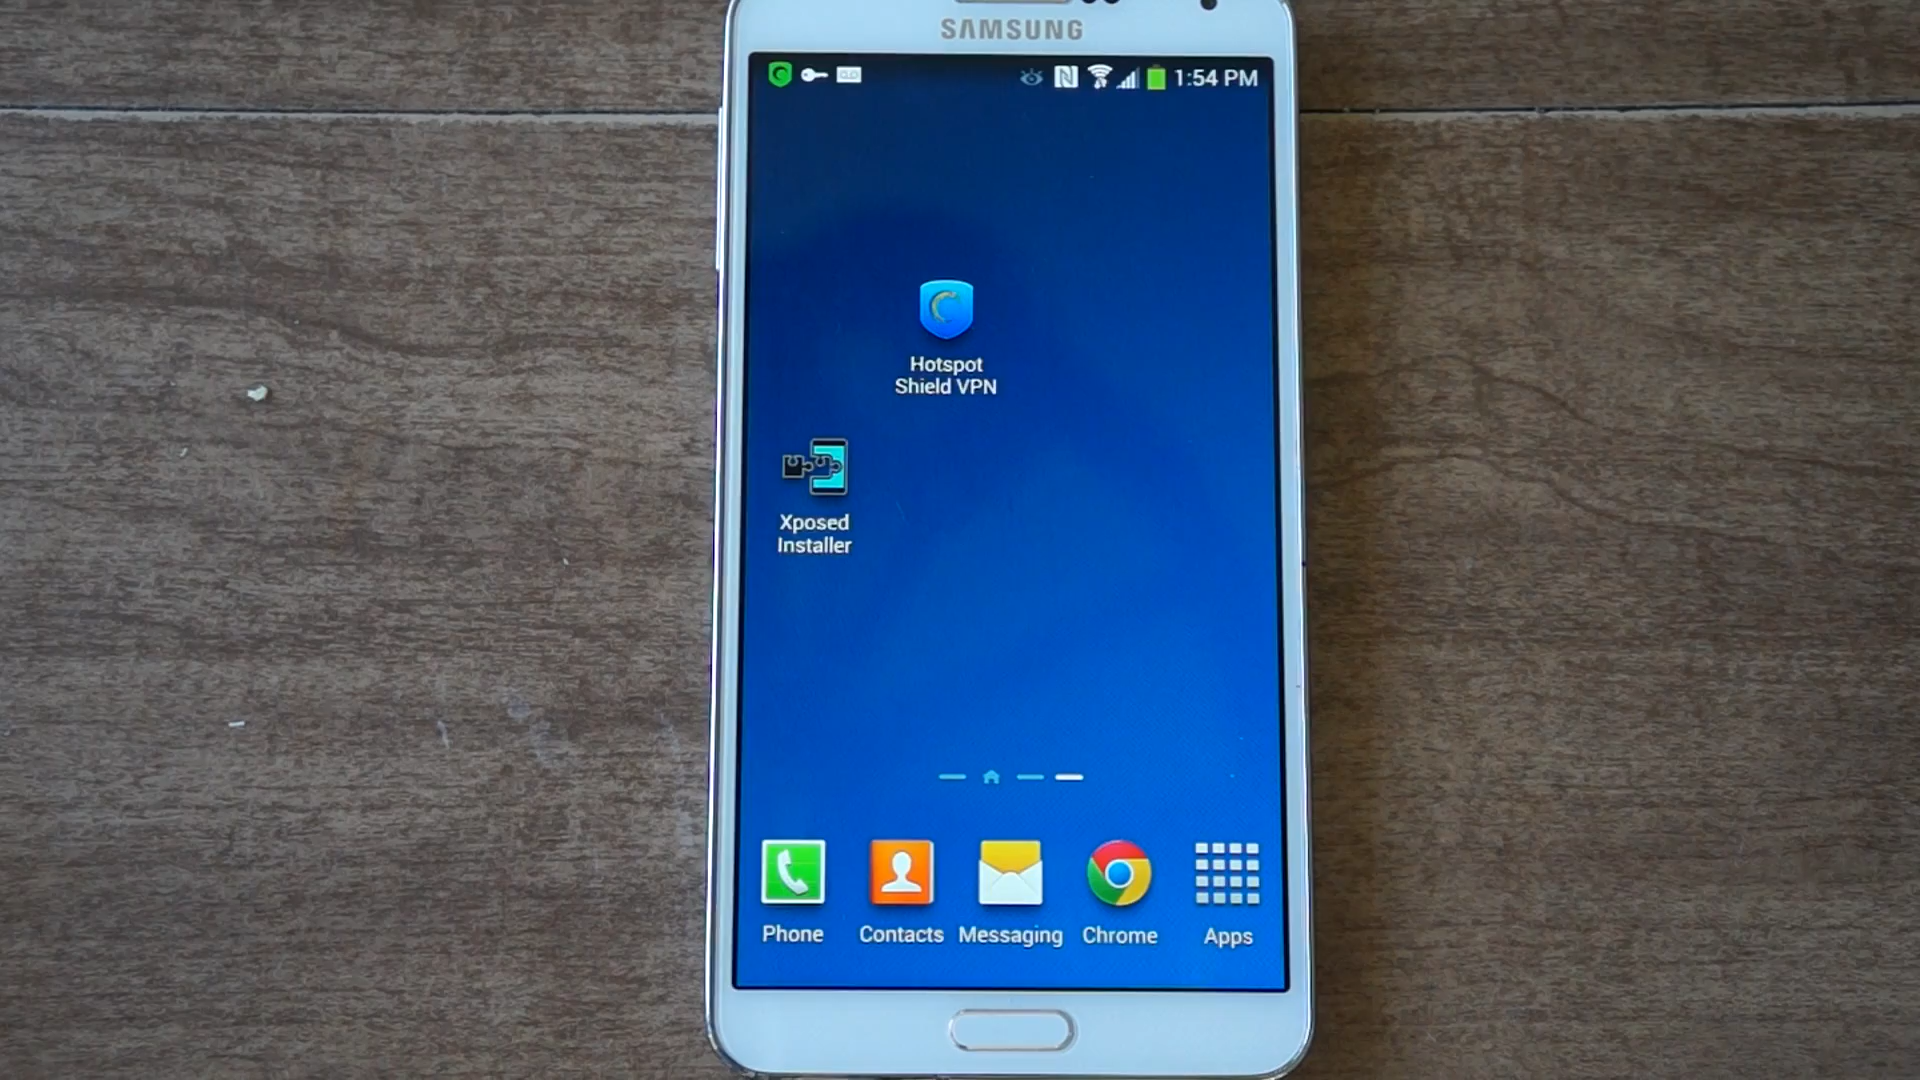 SAMSUNG
1:54 PM
Hotspot
Shield VPN
Xposed
Installer
Phone Contacts Messaging Chrome Apps